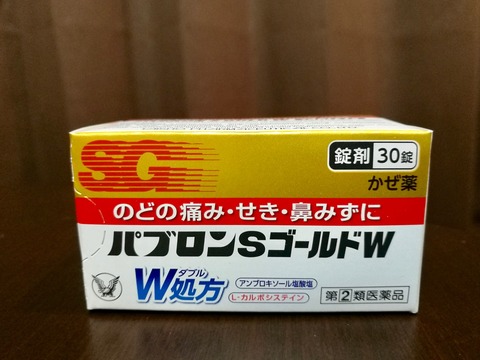 SG
錠剤 30錠
かぜ薬
のどの痛み・せき・鼻みずに
パブロンSゴールドW
ダブル
W処方
アンブロキソール塩酸塩
L-カルボシステイン
指定②類医薬品